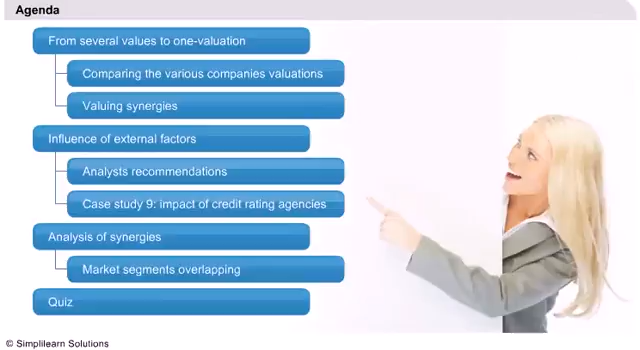 Agenda
From several values to one-valuation
Comparing the various companies valuations
Valuing synergies
Influence of external factors
Analysts recommendations
Case study 9: impact of credit rating agencies
Analysis of synergies
Market segments overlapping
Quiz
© Simplilearn Solutions